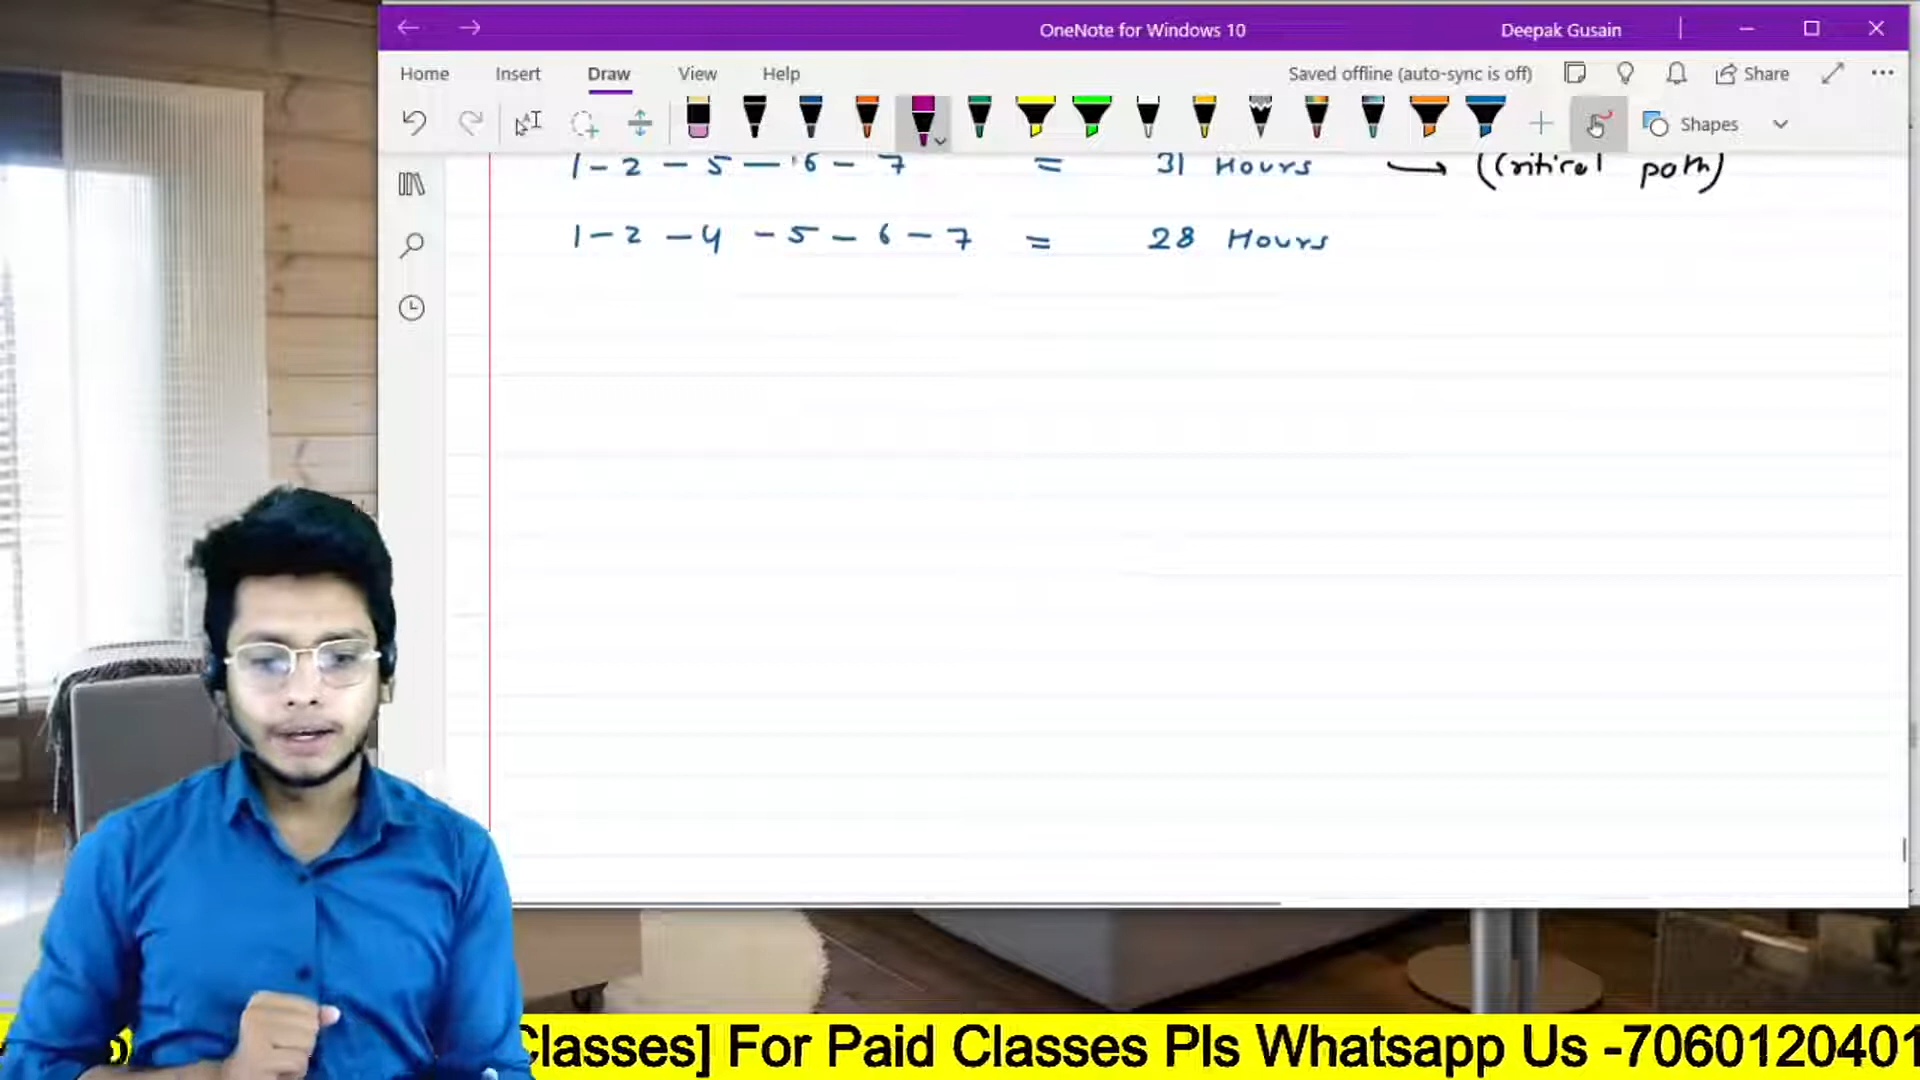 OneNote for Windows 10
Deepak Gusain
Home Insert Draw View Help
Saved offline (auto-sync is off)
Share
Shapes
1 - 2 - 5 - 6 - 7 = 31 Hours → (Critical path)
1 - 2 - 4 - 5 - 6 - 7 = 28 Hours
Classes] For Paid Classes Pls Whatsapp Us -7060120401